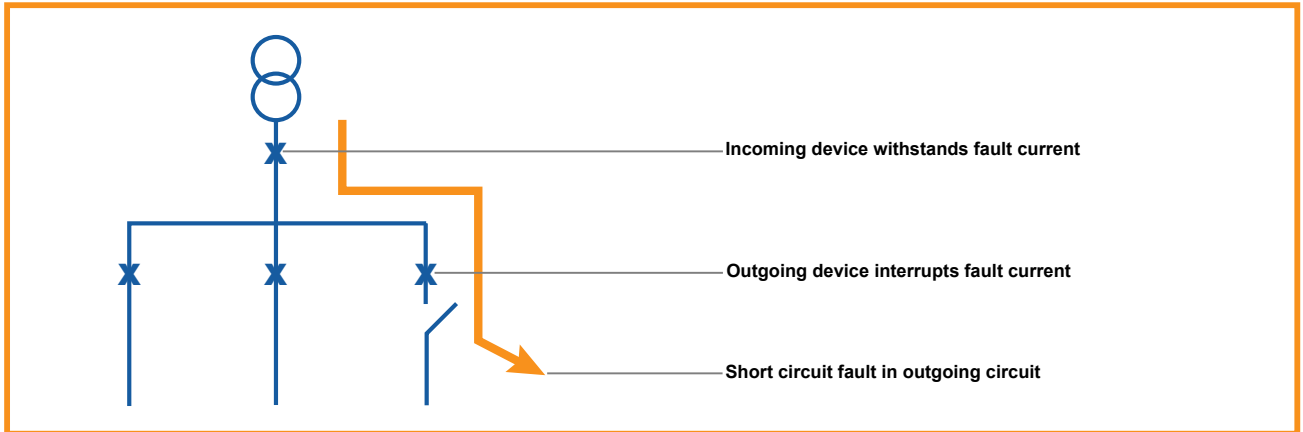 Incoming device withstands fault current
Outgoing device interrupts fault current
Short circuit fault in outgoing circuit